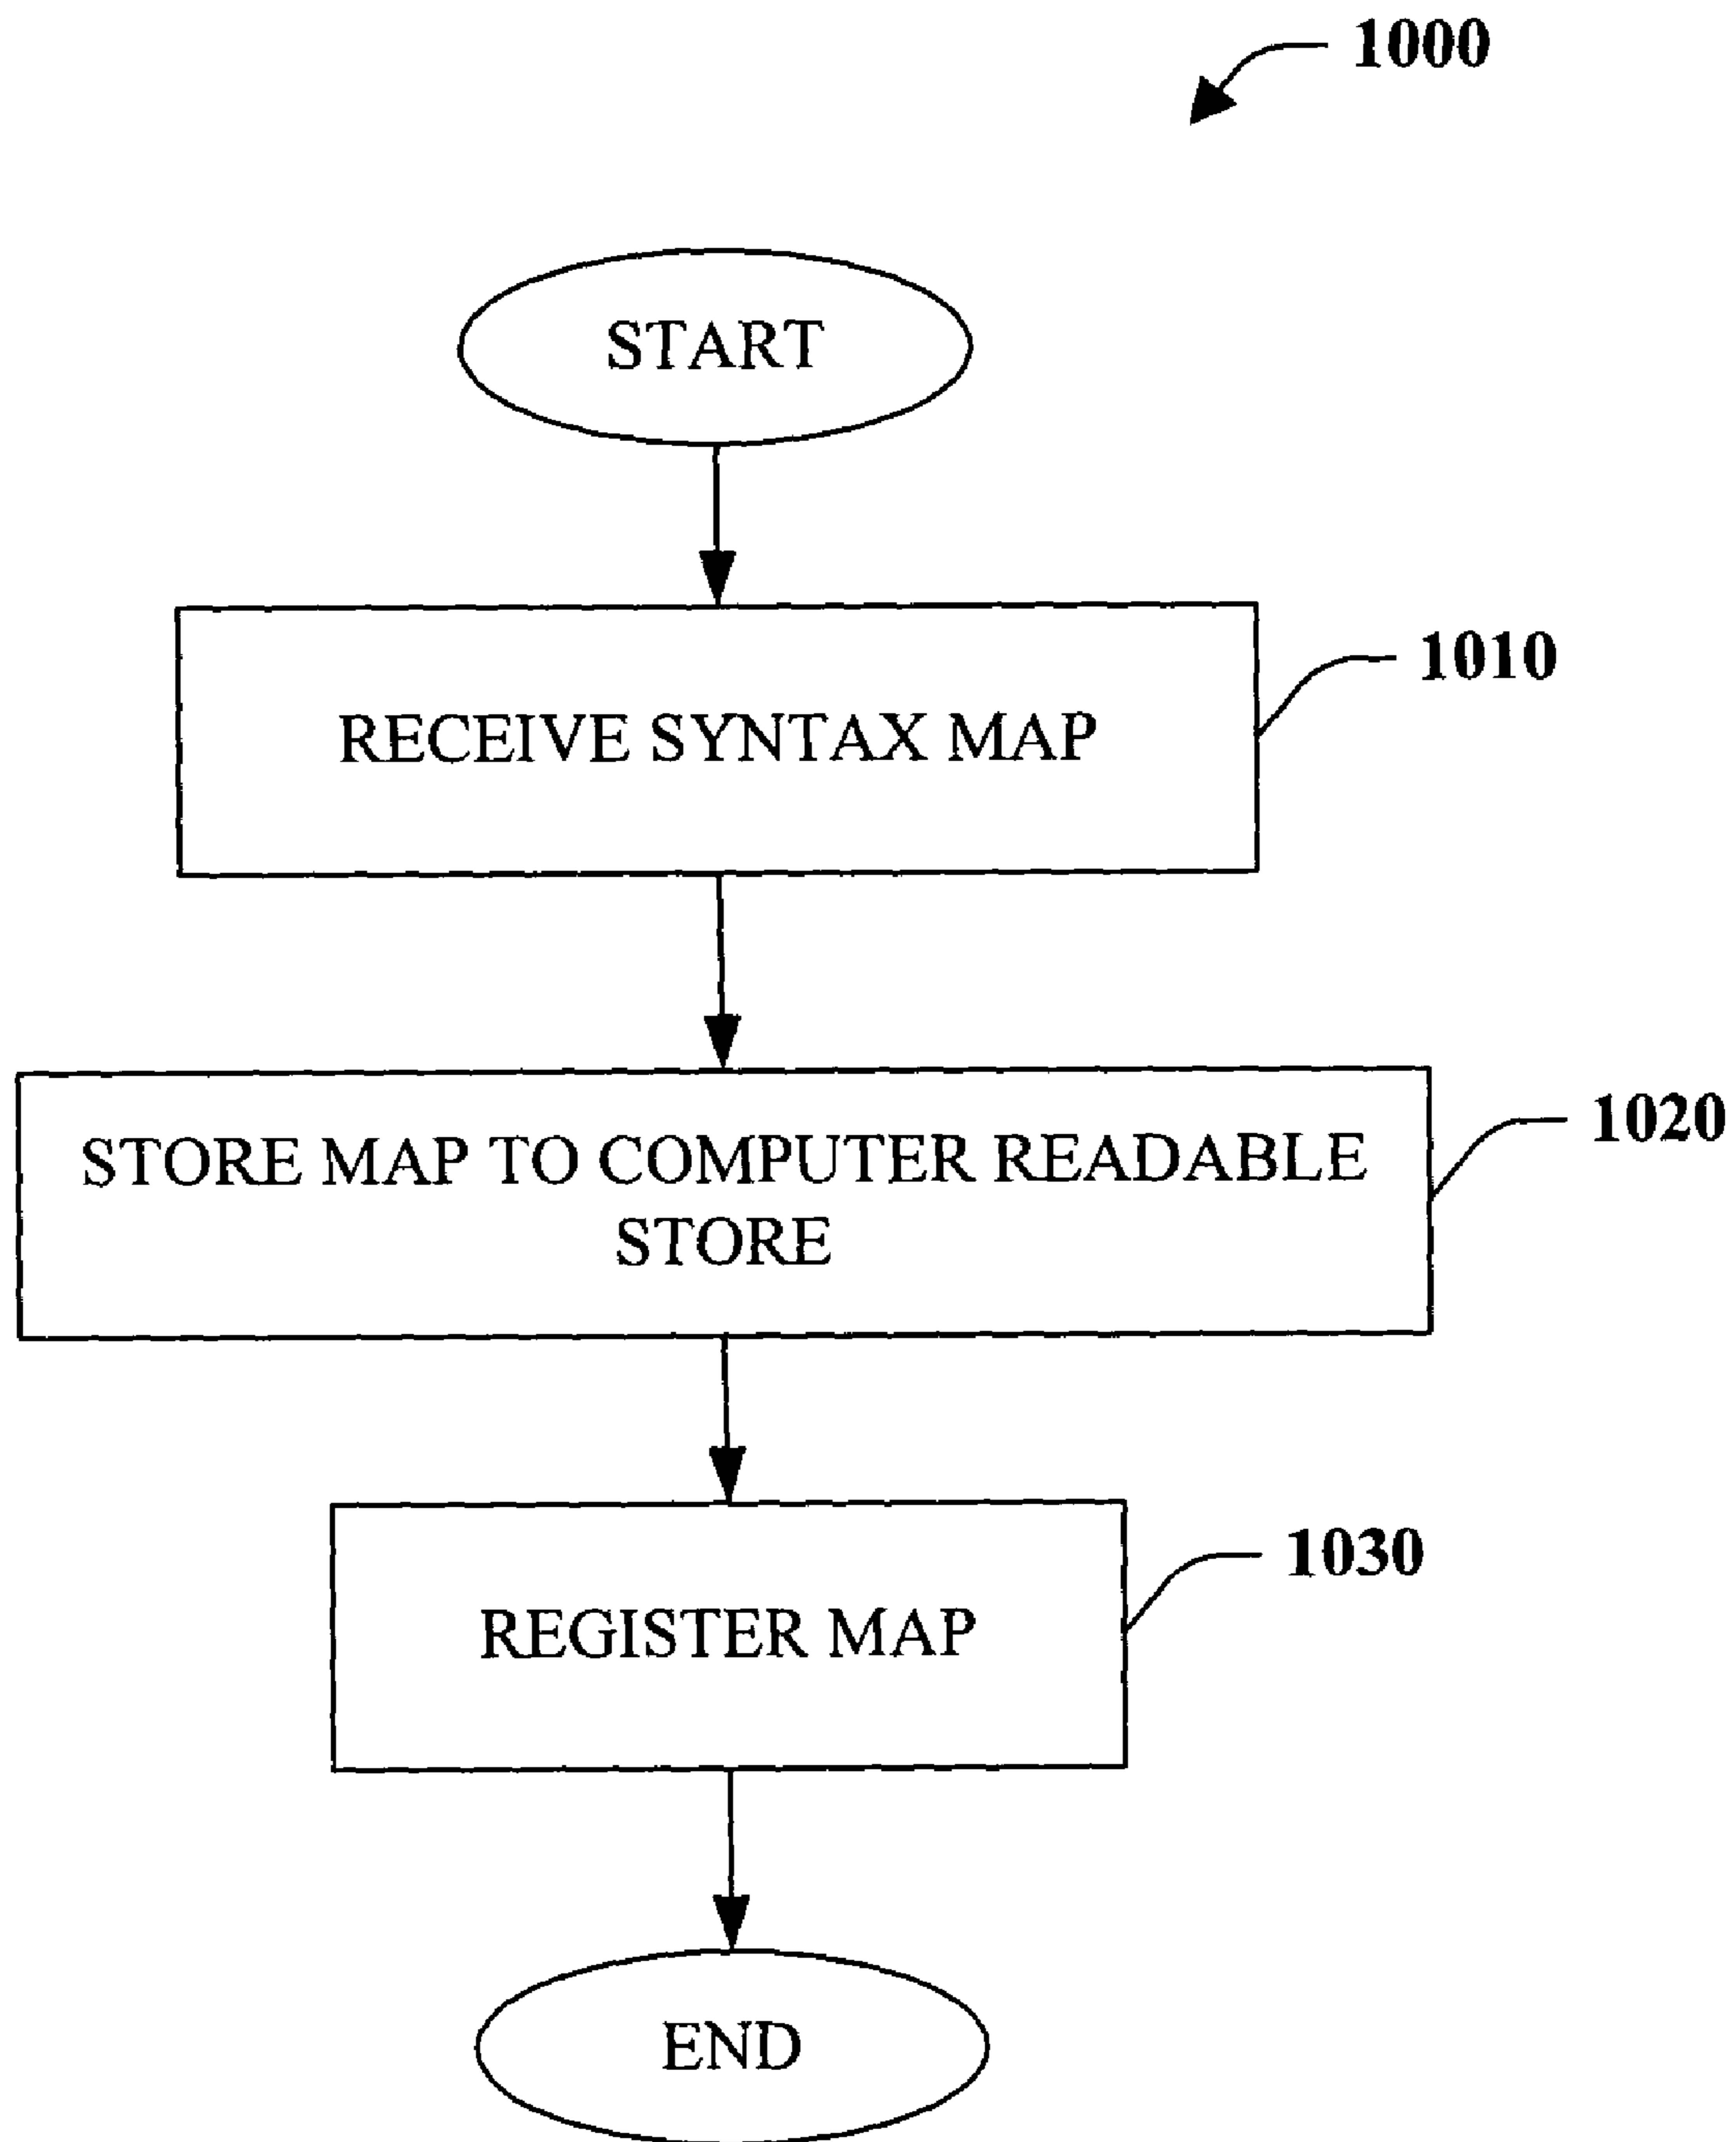 1000
START
RECEIVE SYNTAX MAP
1010
STORE MAP TO COMPUTER READABLE
STORE
1020
REGISTER MAP
1030
END